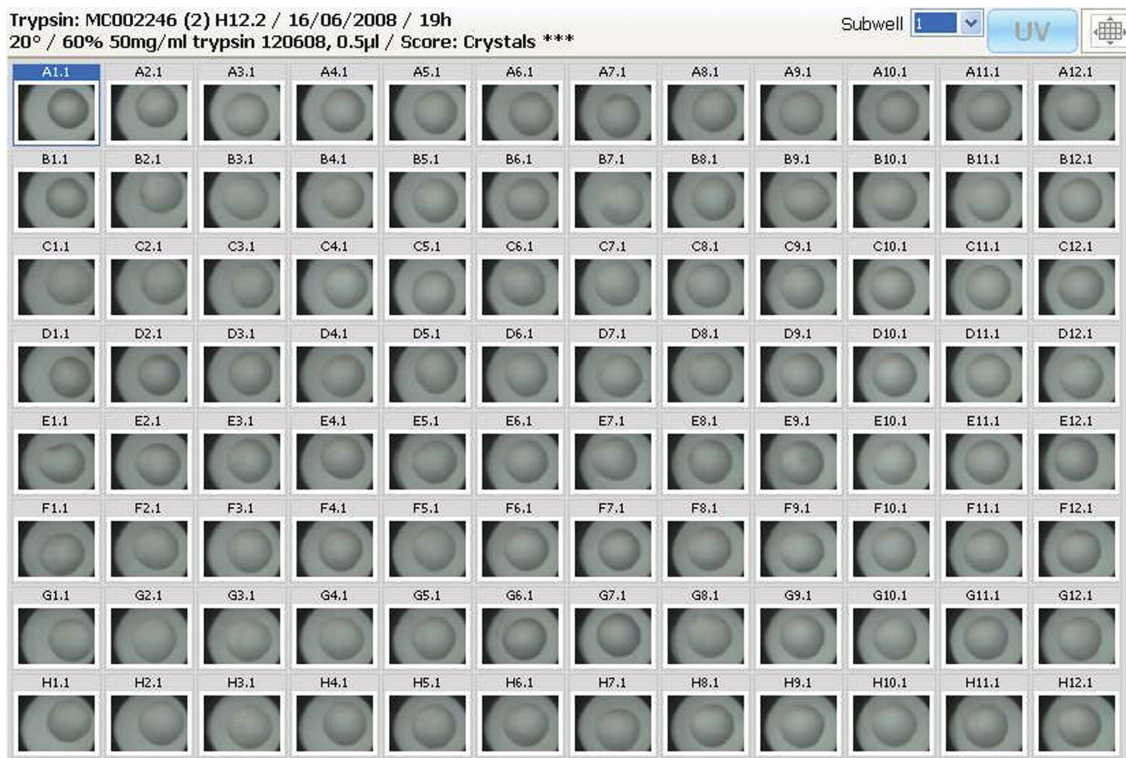 Trypsin: MC002246 (2) H12.2 / 16/06/2008 / 19h
Subwell 1 UV
20° / 60% 50mg/ml trypsin 120608, 0.5µl / Score: Crystals ***
A1.1 A2.1 A3.1 A4.1 A5.1 A6.1 A7.1 A8.1 A9.1 A10.1 A11.1 A12.1
B1.1 B2.1 B3.1 B4.1 B5.1 B6.1 B7.1 B8.1 B9.1 B10.1 B11.1 B12.1
C1.1 C2.1 C3.1 C4.1 C5.1 C6.1 C7.1 C8.1 C9.1 C10.1 C11.1 C12.1
D1.1 D2.1 D3.1 D4.1 D5.1 D6.1 D7.1 D8.1 D9.1 D10.1 D11.1 D12.1
E1.1 E2.1 E3.1 E4.1 E5.1 E6.1 E7.1 E8.1 E9.1 E10.1 E11.1 E12.1
F1.1 F2.1 F3.1 F4.1 F5.1 F6.1 F7.1 F8.1 F9.1 F10.1 F11.1 F12.1
G1.1 G2.1 G3.1 G4.1 G5.1 G6.1 G7.1 G8.1 G9.1 G10.1 G11.1 G12.1
H1.1 H2.1 H3.1 H4.1 H5.1 H6.1 H7.1 H8.1 H9.1 H10.1 H11.1 H12.1